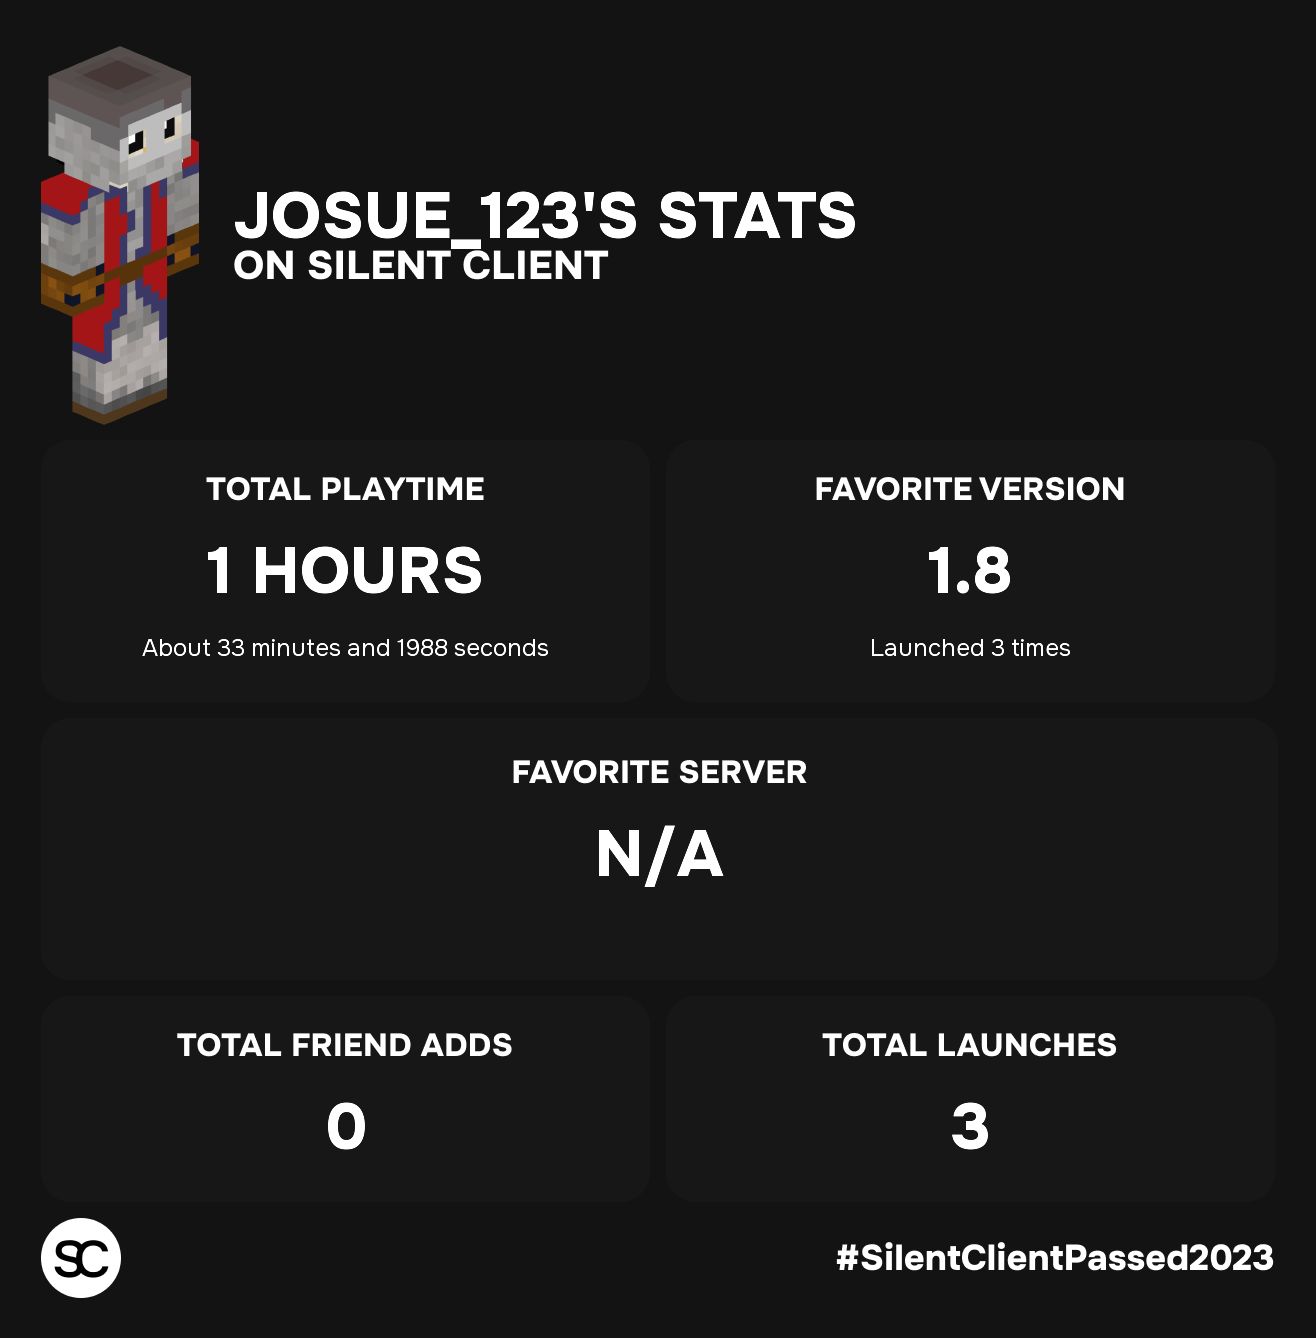 JOSUE_123'S STATS
ON SILENT CLIENT
TOTAL PLAYTIME
1 HOURS
About 33 minutes and 1988 seconds
FAVORITE VERSION
1.8
Launched 3 times
FAVORITE SERVER
N/A
TOTAL FRIEND ADDS
0
TOTAL LAUNCHES
3
SC
#SilentClientPassed2023